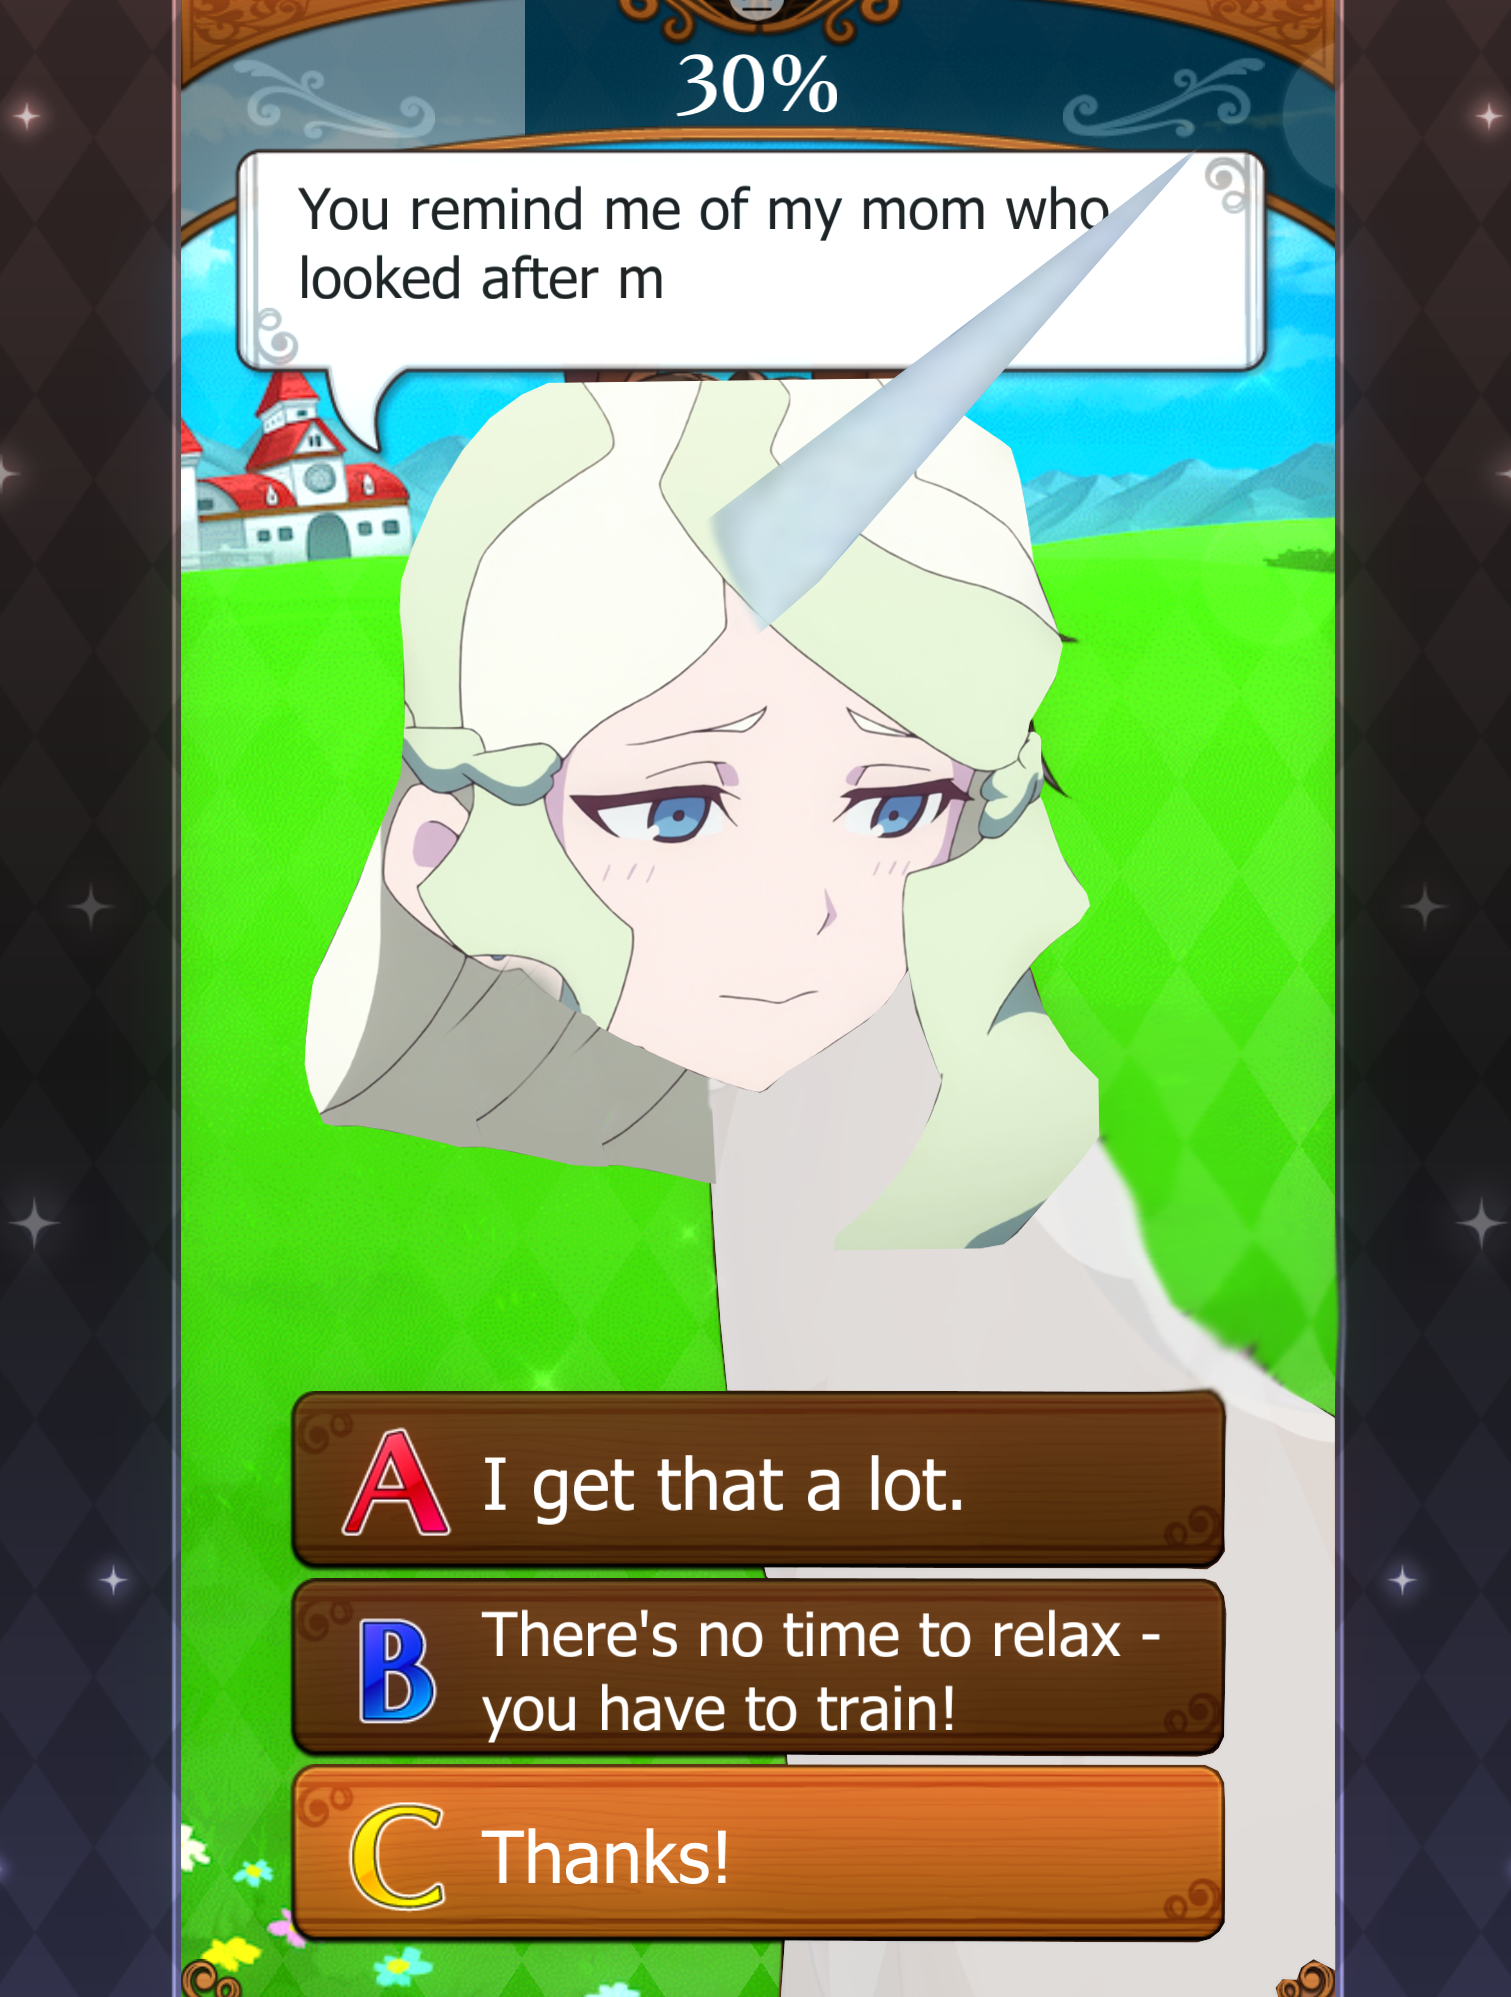 30%
You remind me of my mom who
looked after m
A I get that a lot.
B There's no time to relax -
you have to train!
C Thanks!